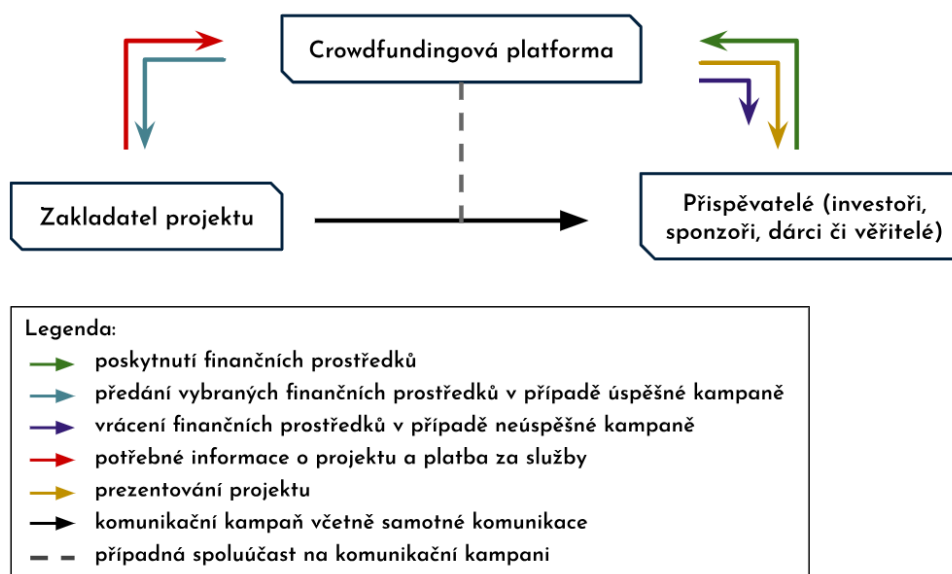 Crowdfundingová platforma
Zakladatel projektu
Přispěvatelé (investoři,
sponzoři, dárci či věřitelé)
Legenda:
poskytnutí finančních prostředků
předání vybraných finančních prostředků v případě úspěšné kampaně
vrácení finančních prostředků v případě neúspěšné kampaně
potřebné informace o projektu a platba za služby
prezentování projektu
komunikační kampaň včetně samotné komunikace
případná spoluúčast na komunikační kampani